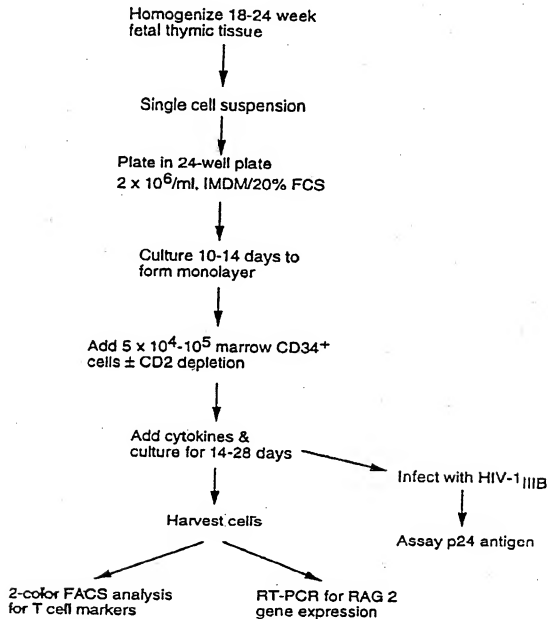 Homogenize 18-24 week
fetal thymic tissue
Single cell suspension
Plate in 24-well plate
2 x 10⁶/ml, IMDM/20% FCS
Culture 10-14 days to
form monolayer
Add 5 x 10⁴-10⁵ marrow CD34⁺
cells ± CD2 depletion
Add cytokines &
culture for 14-28 days
Infect with HIV-1IIIB
Harvest cells
Assay p24 antigen
2-color FACS analysis
for T cell markers
RT-PCR for RAG 2
gene expression